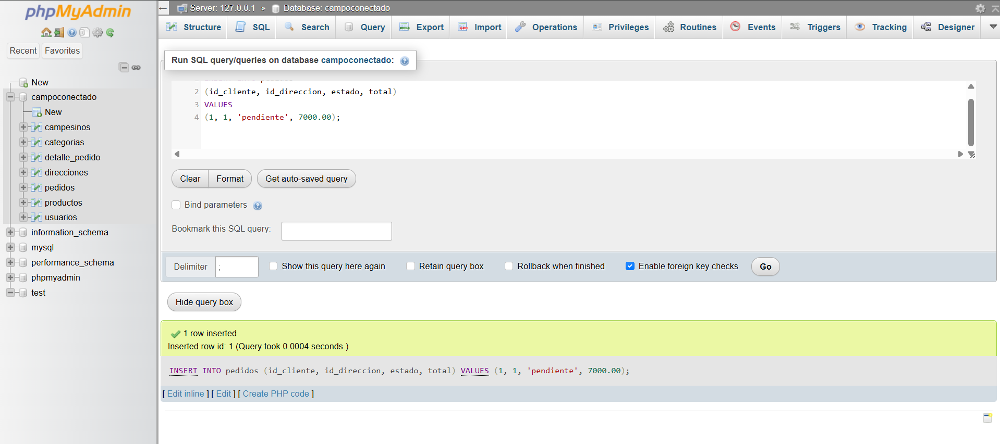 phpMyAdmin
Recent Favorites
New
campoconectado
New
campesinos
categorias
detalle_pedido
direcciones
pedidos
productos
usuarios
information_schema
mysql
performance_schema
phpmyadmin
test
Server: 127.0.0.1 » Database: campoconectado
Structure SQL Search Query Export Import Operations Privileges Routines Events Triggers Tracking Designer
Run SQL query/queries on database campoconectado:
2 (id_cliente, id_direccion, estado, total)
3 VALUES
4 (1, 1, 'pendiente', 7000.00);
Clear Format Get auto-saved query
Bind parameters
Bookmark this SQL query:
Delimiter ; Show this query here again Retain query box Rollback when finished Enable foreign key checks Go
Hide query box
1 row inserted.
Inserted row id: 1 (Query took 0.0004 seconds.)
INSERT INTO pedidos (id_cliente, id_direccion, estado, total) VALUES (1, 1, 'pendiente', 7000.00);
[ Edit inline ] [ Edit ] [ Create PHP code ]